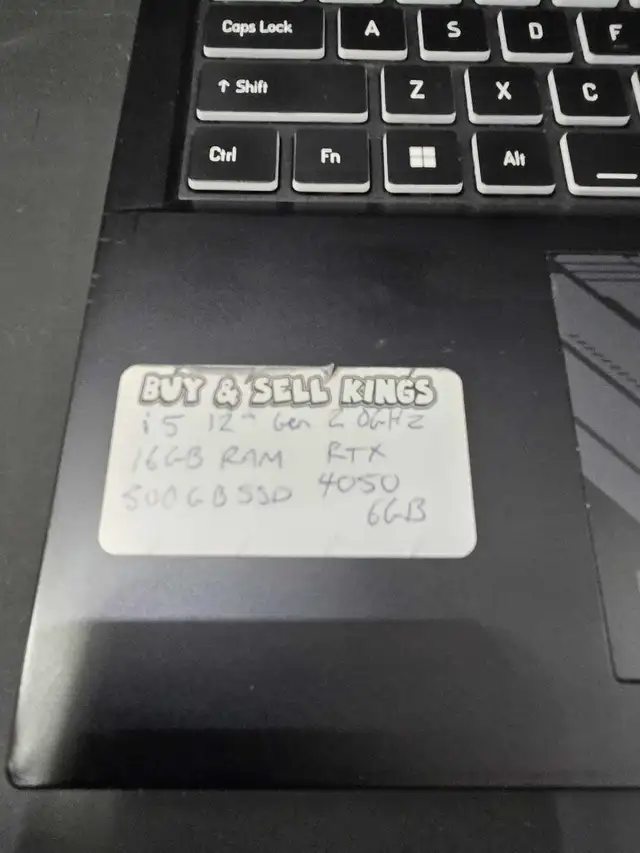 Caps Lock A S D F
↑ Shift Z X C
Ctrl Fn Alt
BUY & SELL KINGS
i5 12th Gen 2.0GHz
16GB RAM RTX
500GB SSD 4050
6GB